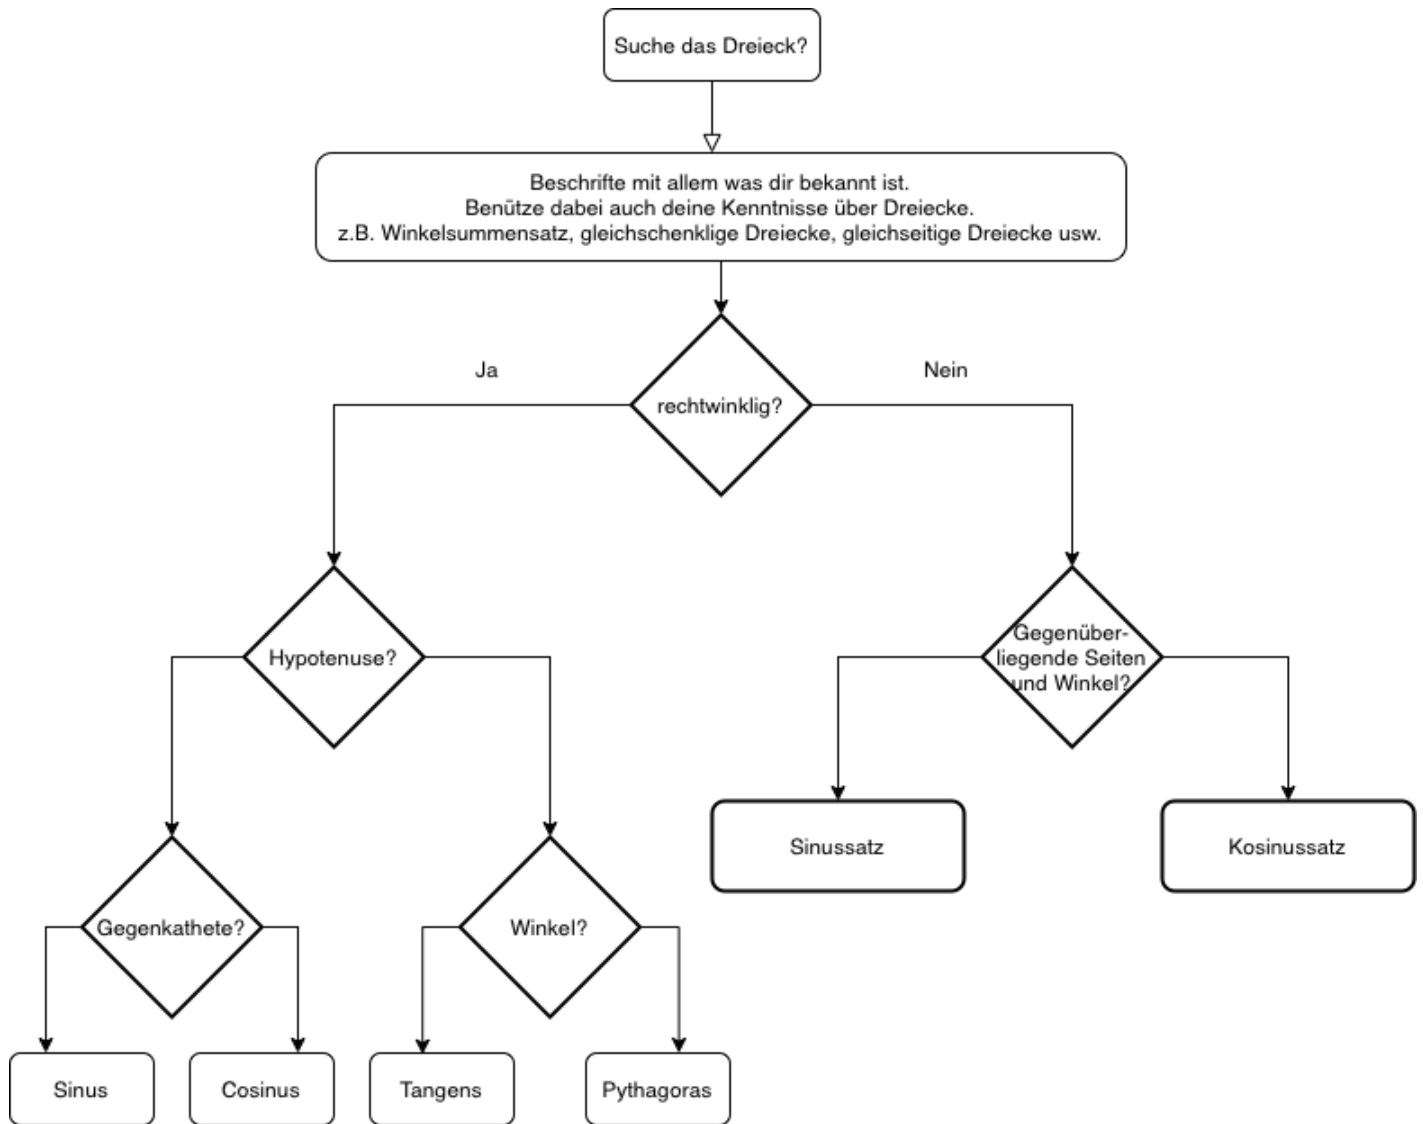 Suche das Dreieck?
Beschrifte mit allem was dir bekannt ist.
Benütze dabei auch deine Kenntnisse über Dreiecke.
z.B. Winkelsummensatz, gleichschenklige Dreiecke, gleichseitige Dreiecke usw.
Ja
Nein
rechtwinklig?
Hypotenuse?
Gegenüber-
liegende Seiten
und Winkel?
Sinussatz
Kosinussatz
Gegenkathete?
Winkel?
Sinus
Cosinus
Tangens
Pythagoras